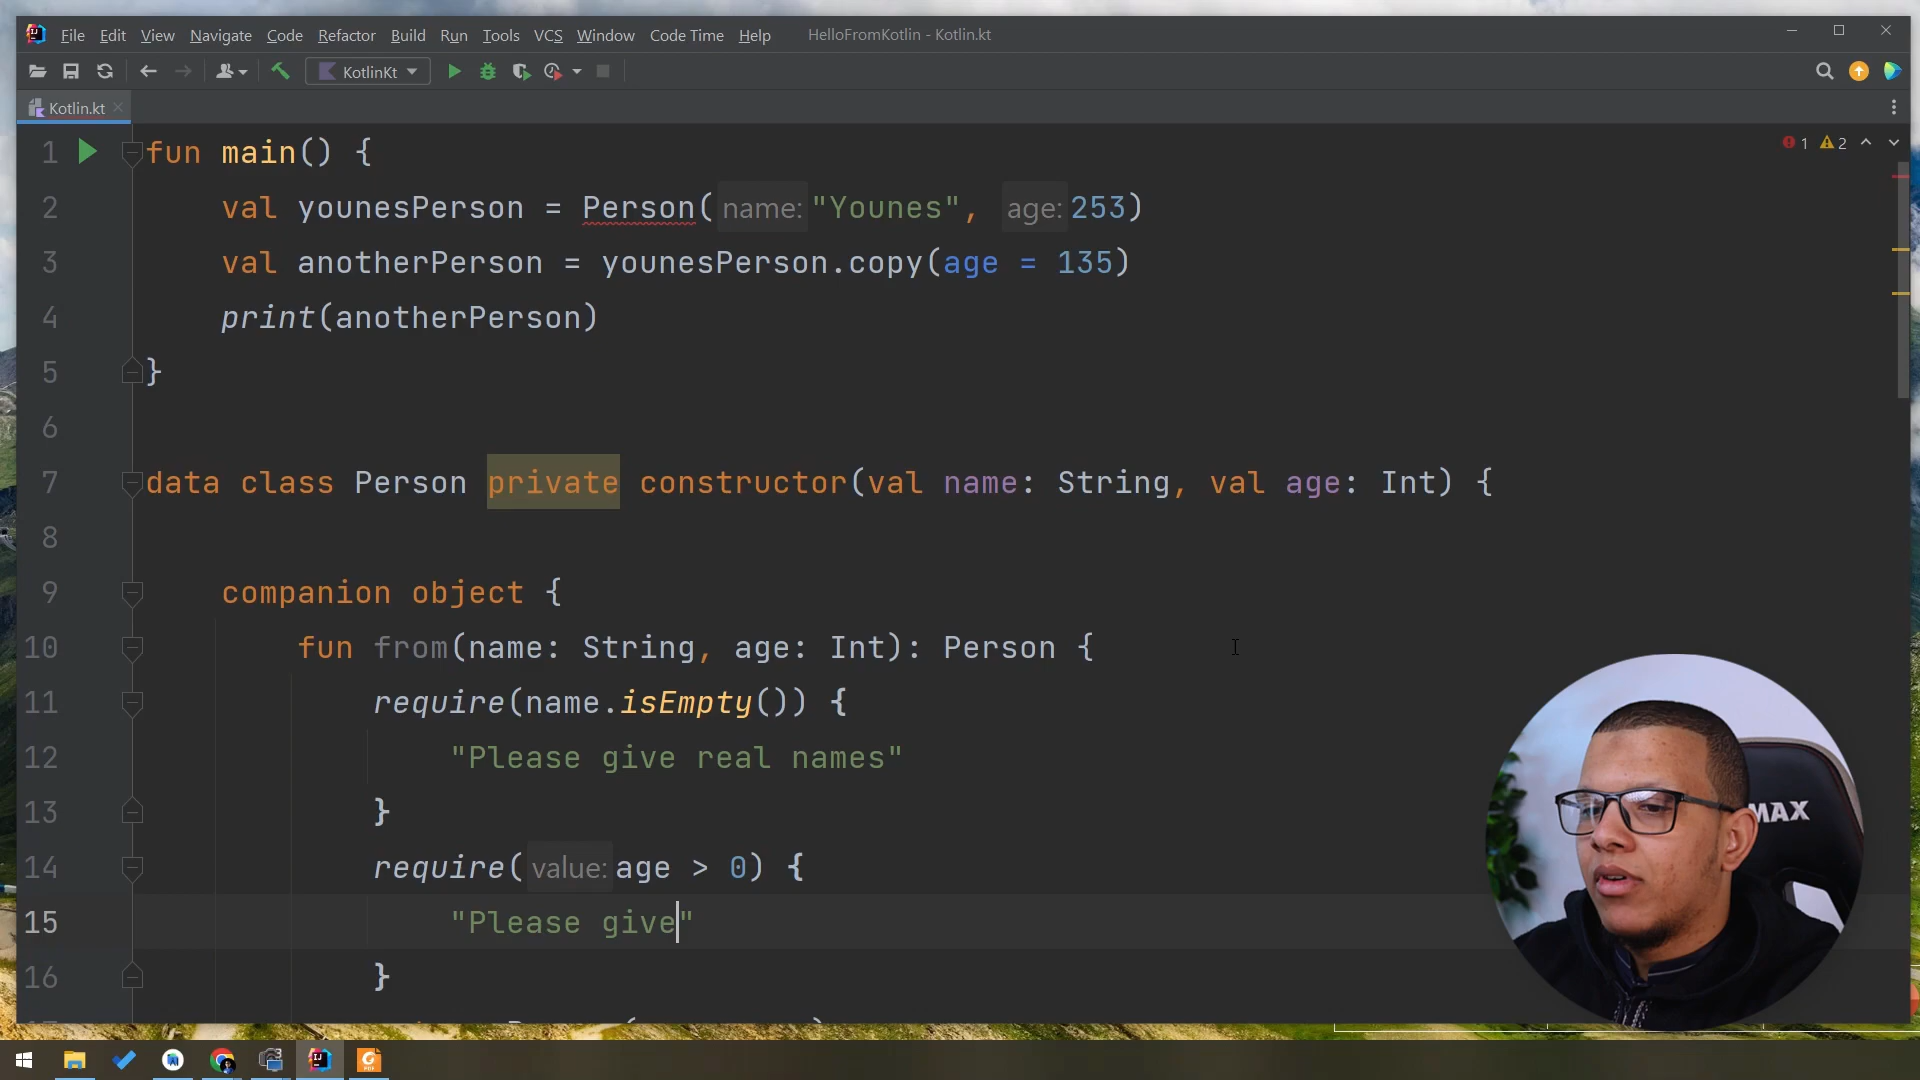 File Edit View Navigate Code Refactor Build Run Tools VCS Window Code Time Help HelloFromKotlin - Kotlin.kt
KotlinKt
Kotlin.kt
1 fun main() { 1 2
2 val younesPerson = Person( name: "Younes", age: 253)
3 val anotherPerson = younesPerson.copy(age = 135)
4 print(anotherPerson)
5 }
6
7 data class Person private constructor(val name: String, val age: Int) {
8
9 companion object {
10 fun from(name: String, age: Int): Person {
11 require(name.isEmpty()) {
12 "Please give real names"
13 }
14 require( value: age > 0) {
15 "Please give"
16 }
MAX